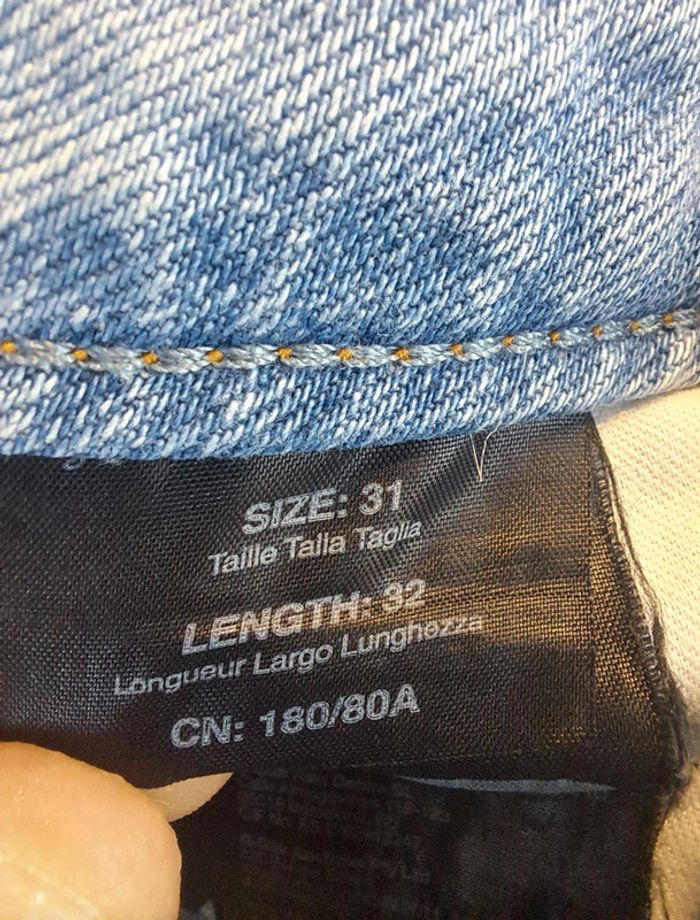 SIZE: 31
Taille Talla Taglia
LENGTH: 32
Longueur Largo Lunghezza
CN: 180/80A